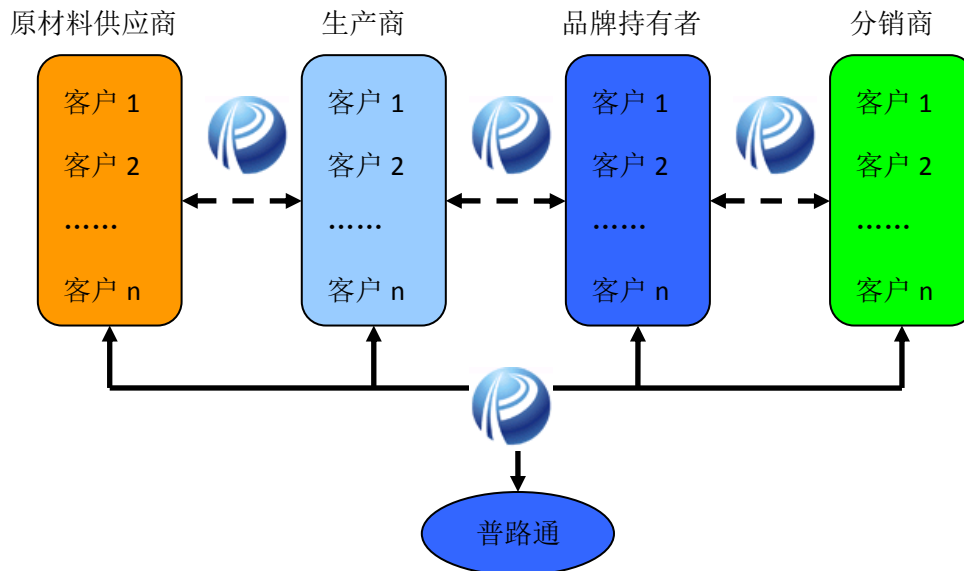 原材料供应商
生产商
品牌持有者
分销商
客户 1
客户 2
……
客户 n
客户 1
客户 2
……
客户 n
客户 1
客户 2
……
客户 n
客户 1
客户 2
……
客户 n
普路通